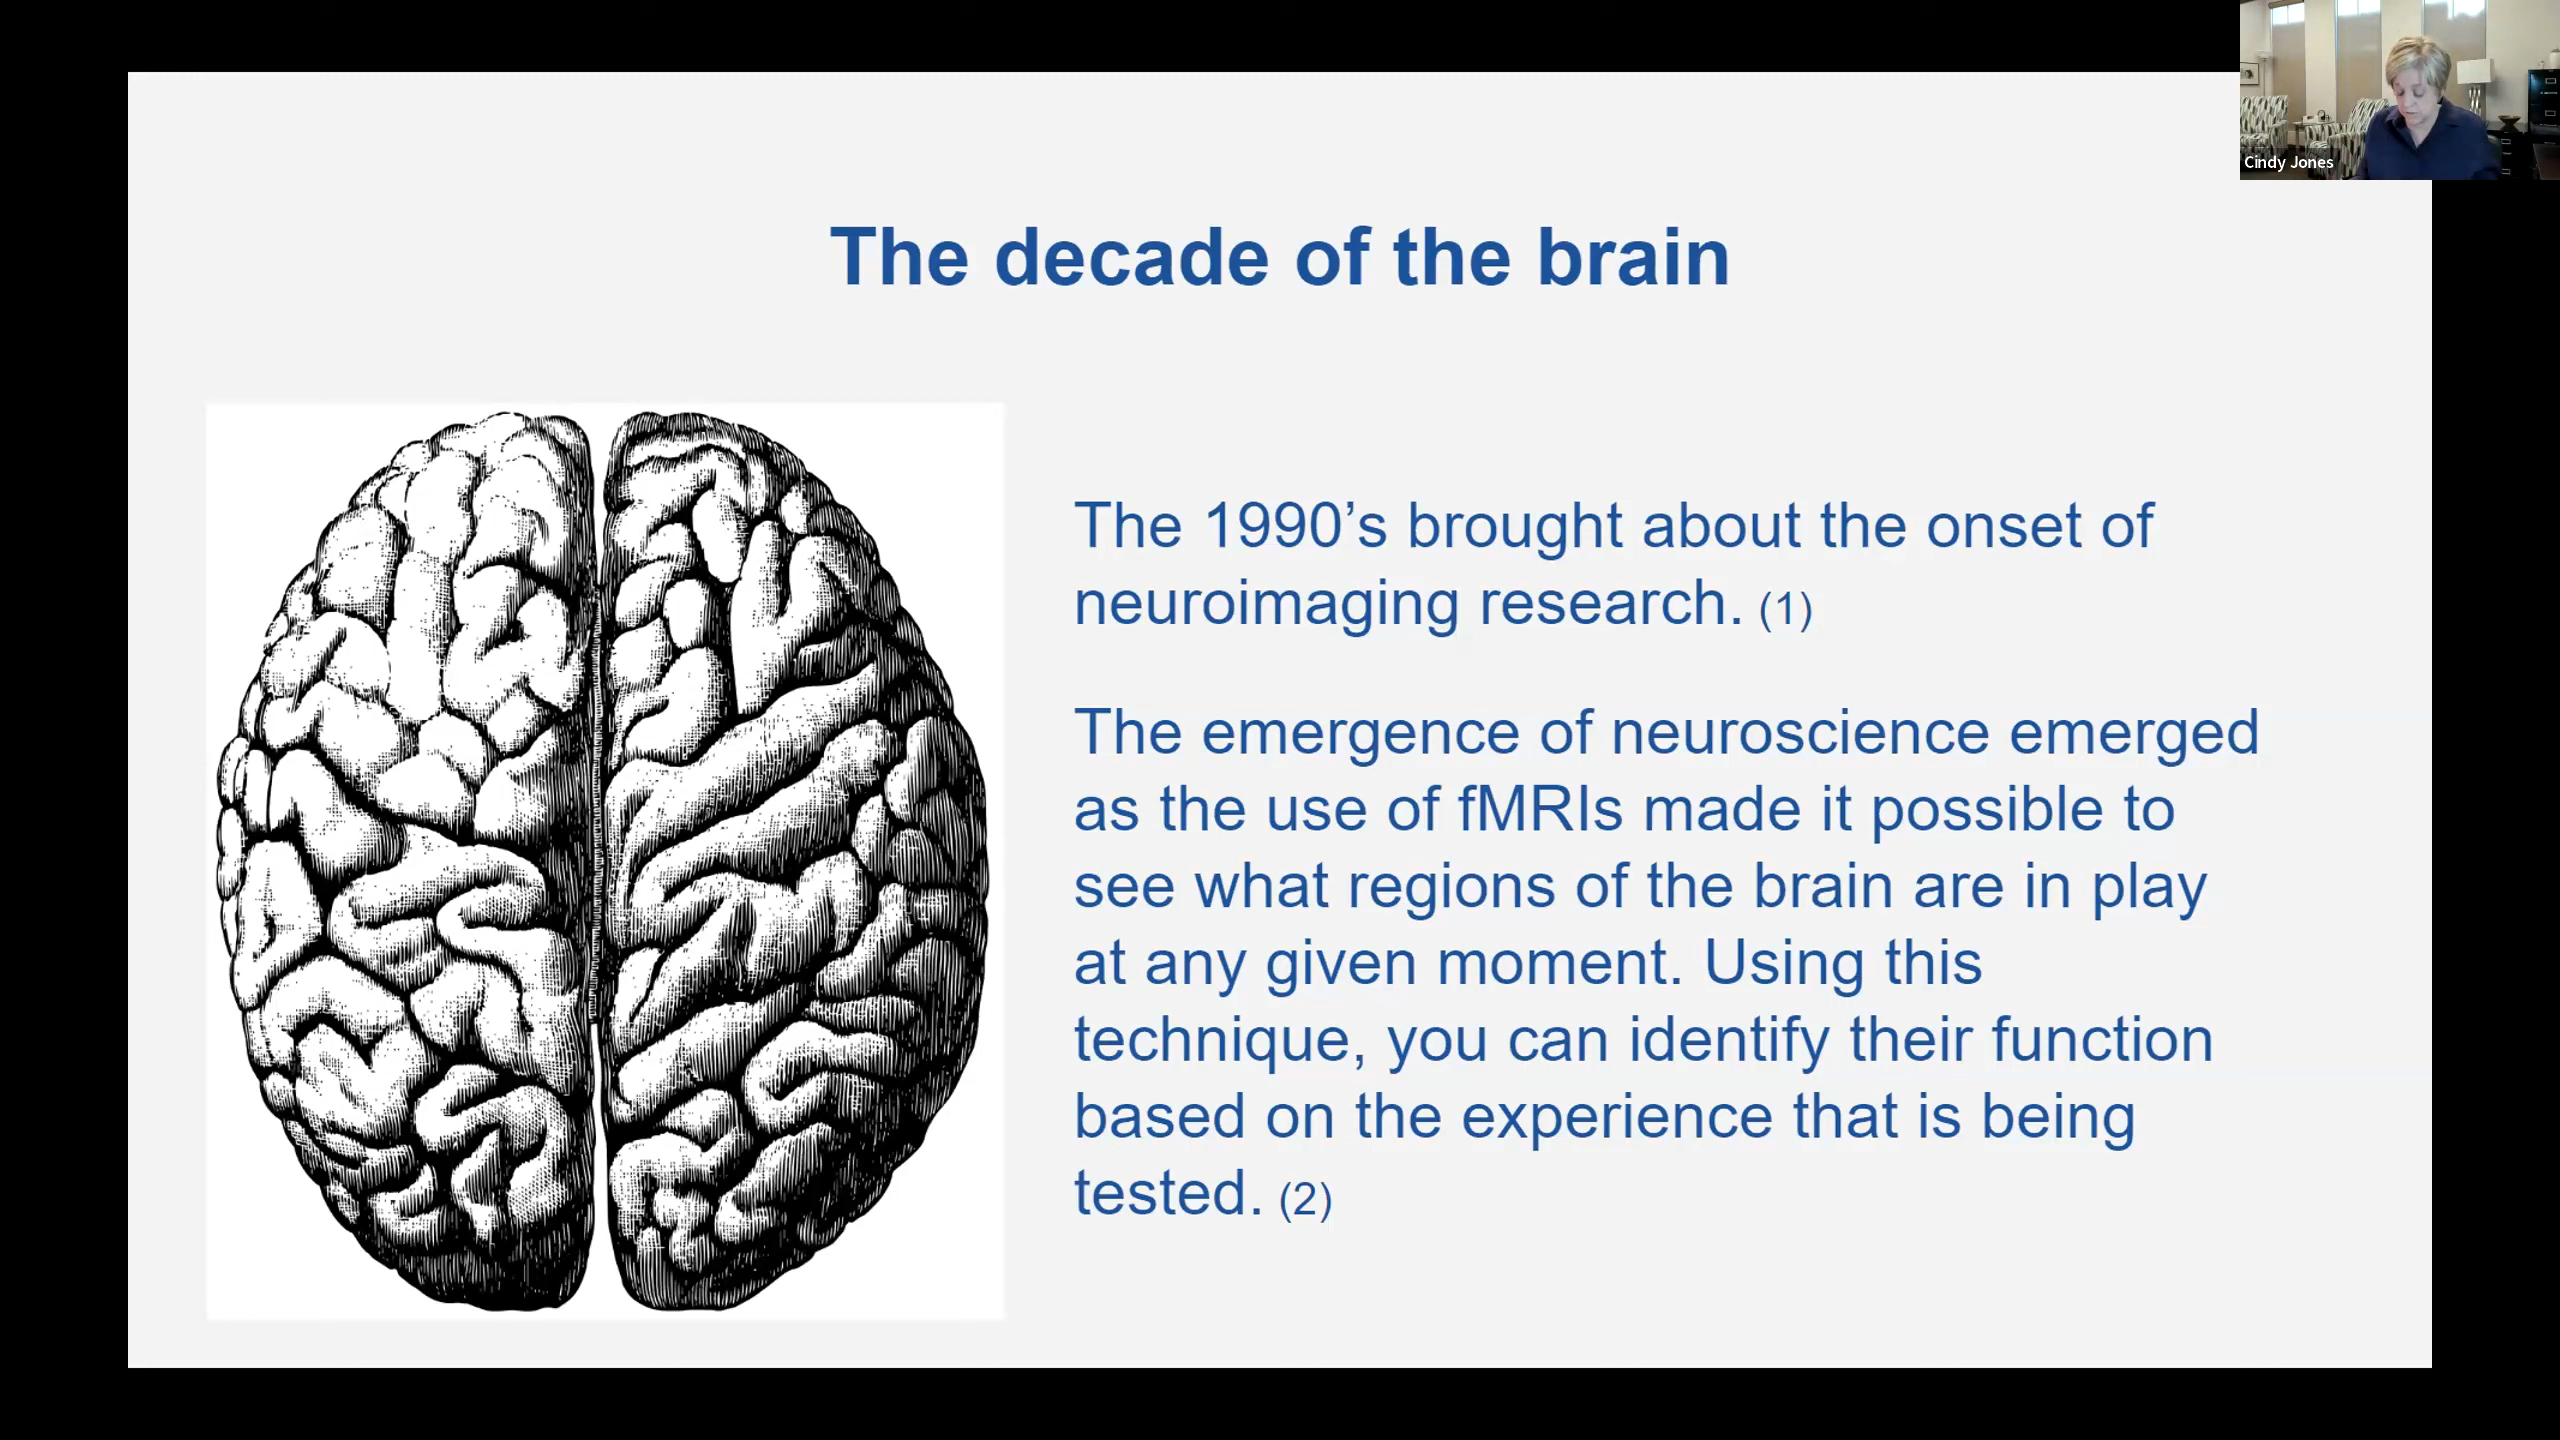 Cindy Jones
The decade of the brain
The 1990’s brought about the onset of
neuroimaging research. (1)
The emergence of neuroscience emerged
as the use of fMRIs made it possible to
see what regions of the brain are in play
at any given moment. Using this
technique, you can identify their function
based on the experience that is being
tested. (2)